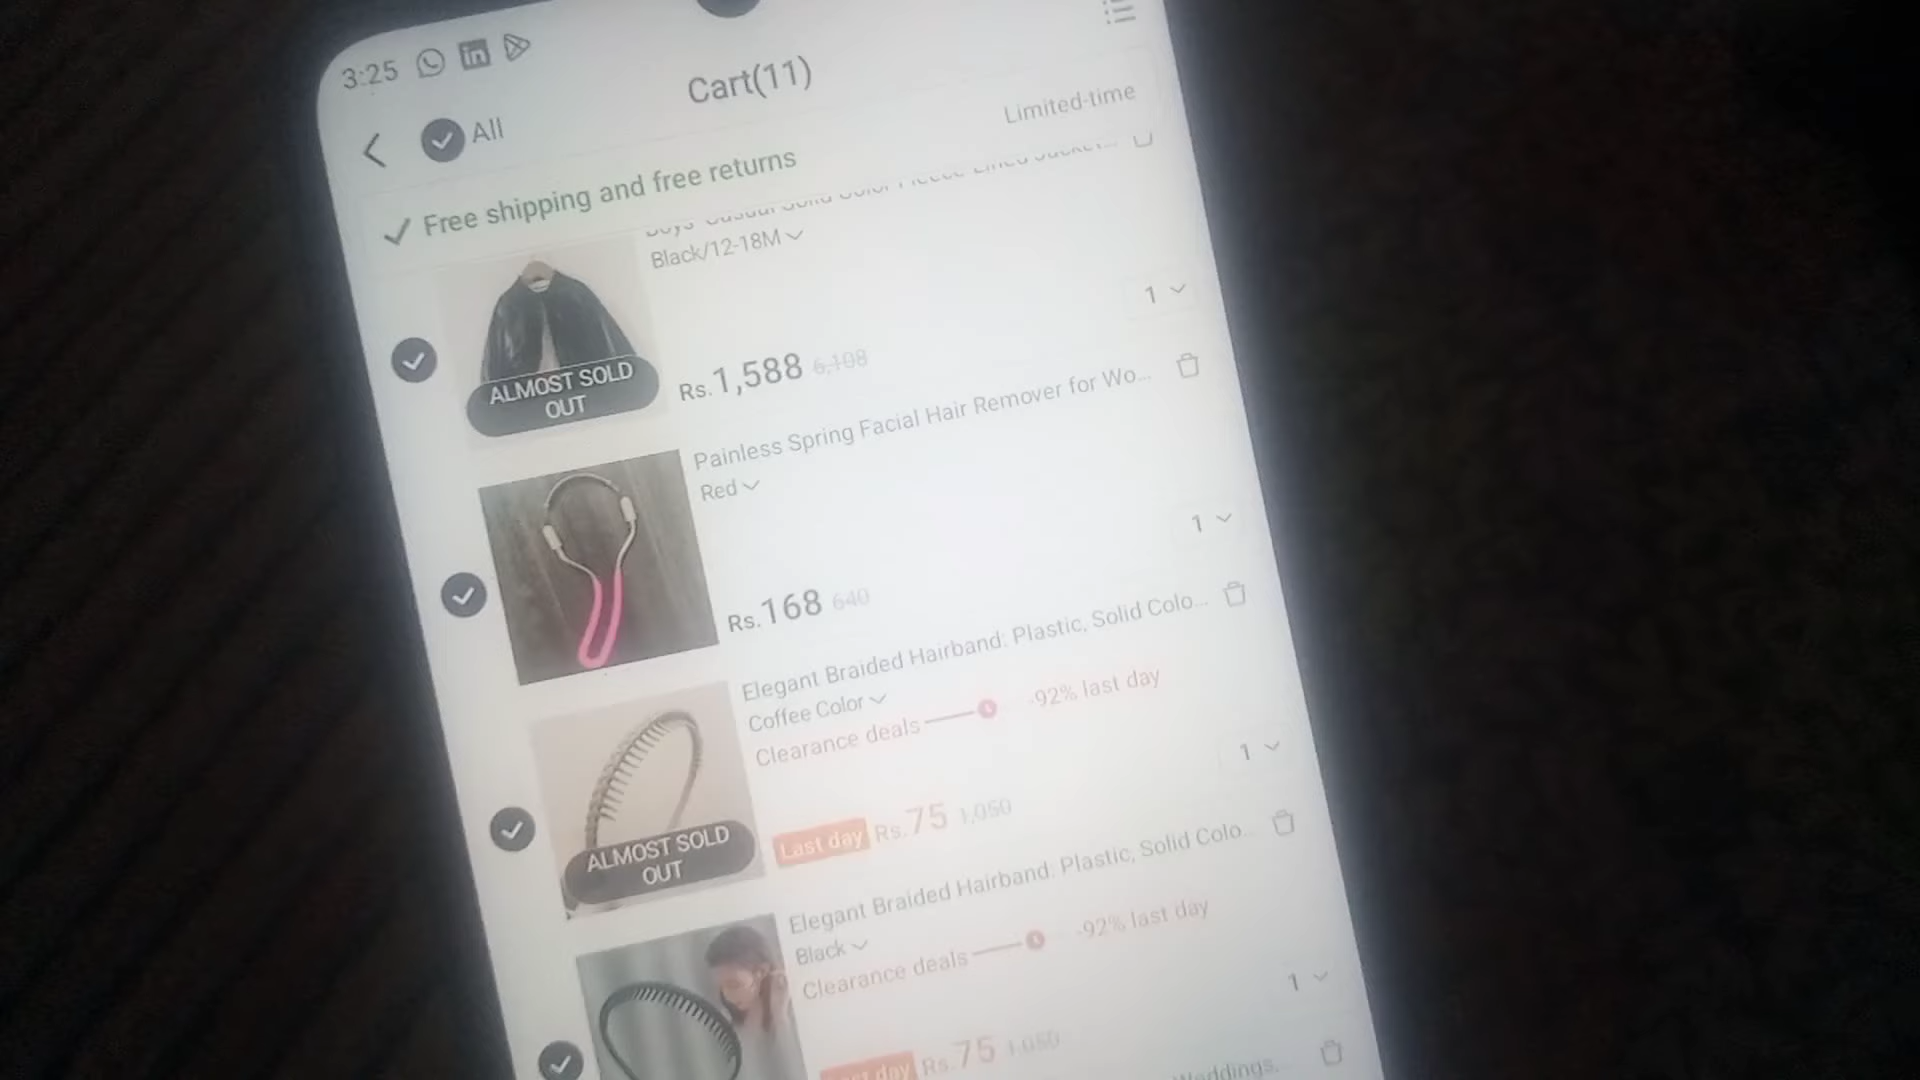 3:25
Cart(11)
All
Limited-time
Free shipping and free returns
Boys' Casual Solid Color Fleece Lined Jacket...
Black/12-18M
1
ALMOST SOLD
OUT
Rs.1,588 6,108
Painless Spring Facial Hair Remover for Wo...
Red
1
Rs.168 640
Elegant Braided Hairband: Plastic, Solid Colo...
Coffee Color
Clearance deals -92% last day
1
ALMOST SOLD
OUT
Last day Rs.75 1,050
Elegant Braided Hairband: Plastic, Solid Colo...
Black
Clearance deals -92% last day
1
Last day Rs.75 1,050
Weddings,